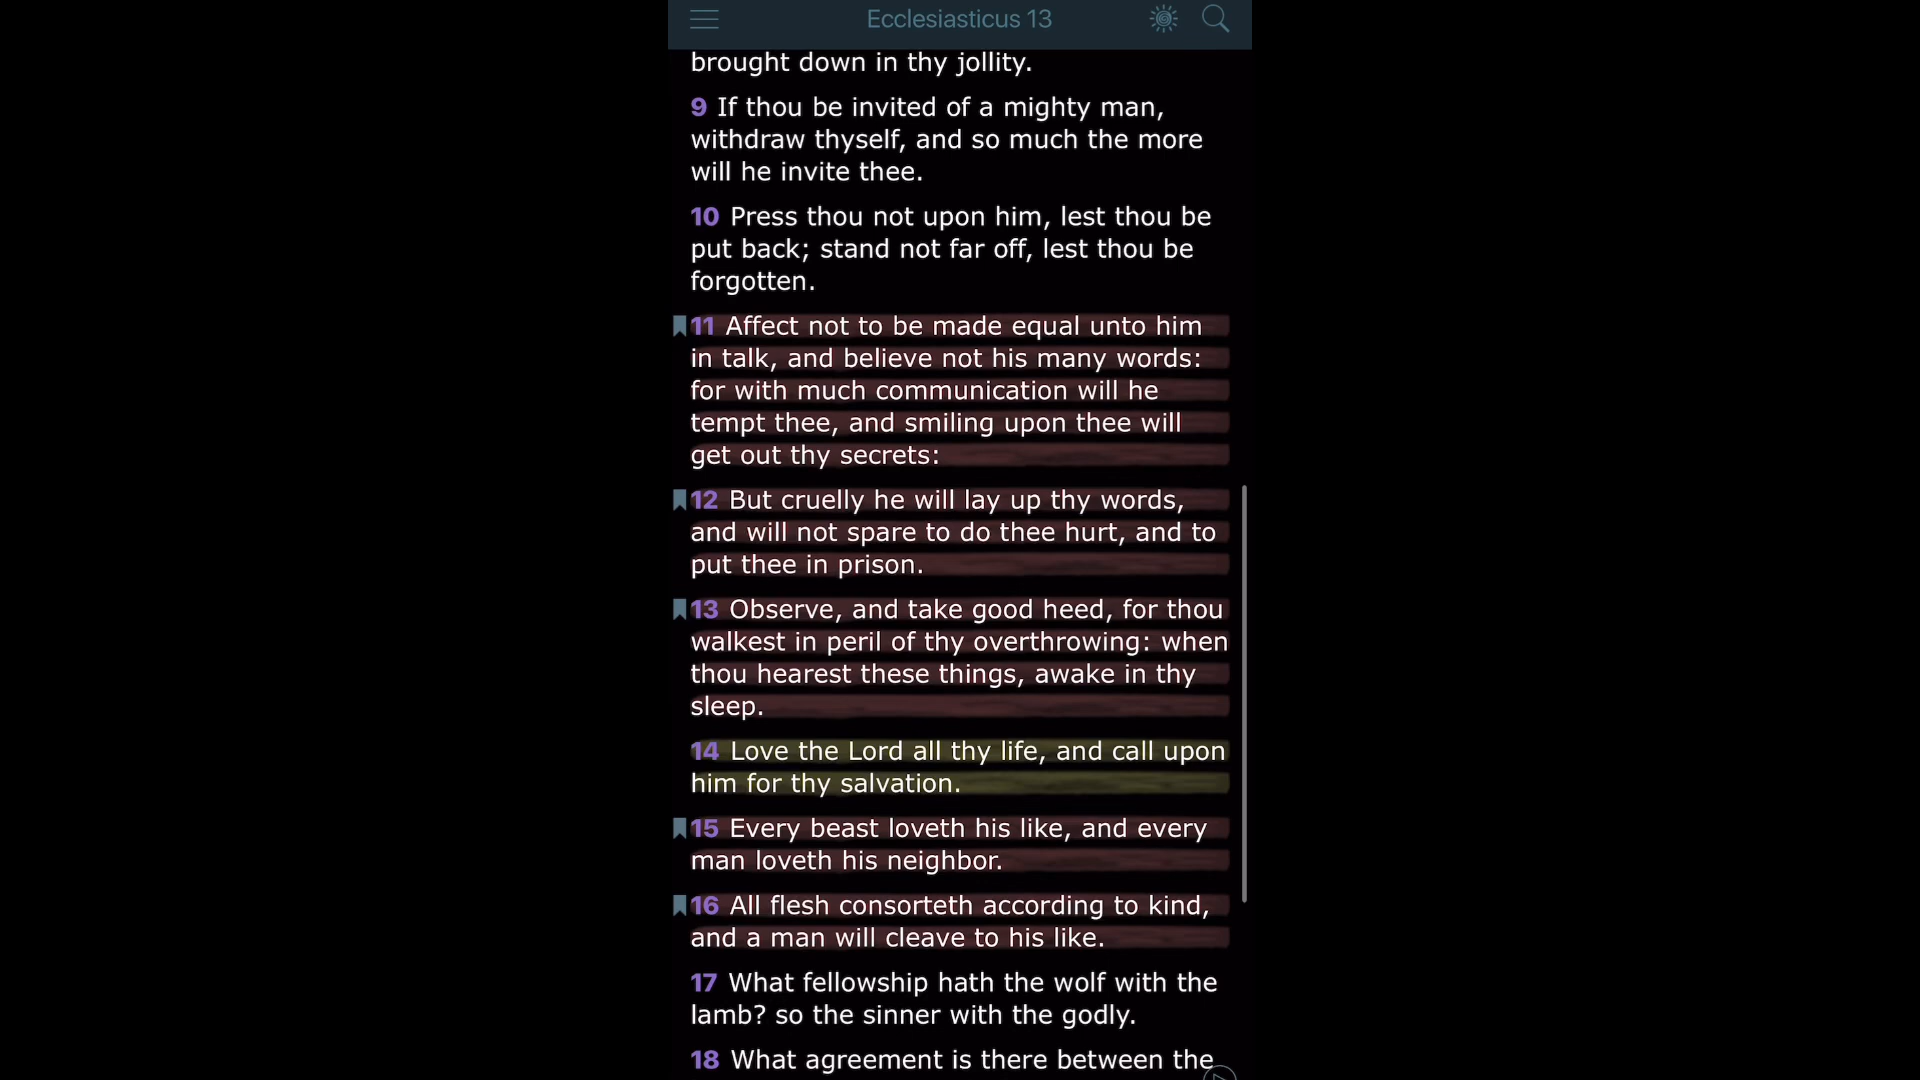 Ecclesiasticus 13
brought down in thy jollity.
9 If thou be invited of a mighty man,
withdraw thyself, and so much the more
will he invite thee.
10 Press thou not upon him, lest thou be
put back; stand not far off, lest thou be
forgotten.
11 Affect not to be made equal unto him
in talk, and believe not his many words:
for with much communication will he
tempt thee, and smiling upon thee will
get out thy secrets:
12 But cruelly he will lay up thy words,
and will not spare to do thee hurt, and to
put thee in prison.
13 Observe, and take good heed, for thou
walkest in peril of thy overthrowing: when
thou hearest these things, awake in thy
sleep.
14 Love the Lord all thy life, and call upon
him for thy salvation.
15 Every beast loveth his like, and every
man loveth his neighbor.
16 All flesh consorteth according to kind,
and a man will cleave to his like.
17 What fellowship hath the wolf with the
lamb? so the sinner with the godly.
18 What agreement is there between the